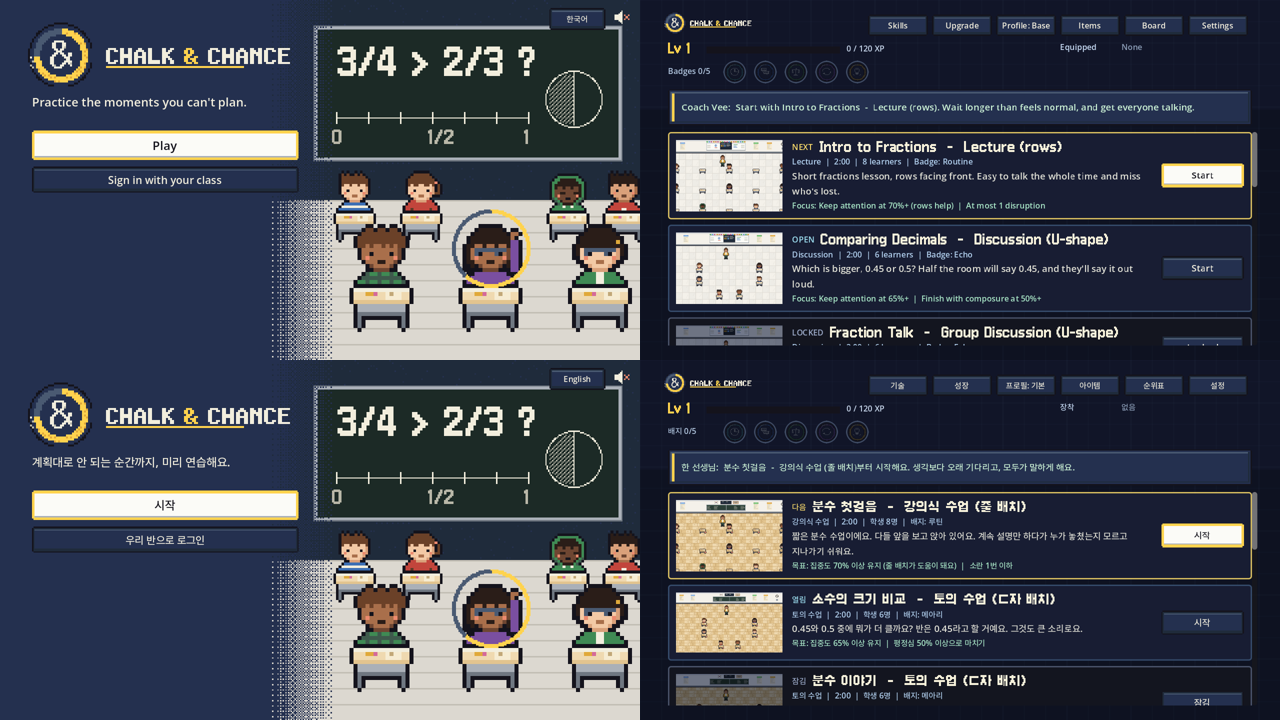 한국어
&
CHALK & CHANCE
Practice the moments you can't plan.
Play
Sign in with your class
3/4 > 2/3 ?
0 1/2 1
& CHALK & CHANCE
Skills
Upgrade
Profile: Base
Items
Board
Settings
Lv 1
0 / 120 XP
Equipped None
Badges 0/5
Coach Vee: Start with Intro to Fractions - Lecture (rows). Wait longer than feels normal, and get everyone talking.
NEXT Intro to Fractions - Lecture (rows)
Lecture | 2:00 | 8 learners | Badge: Routine
Short fractions lesson, rows facing front. Easy to talk the whole time and miss
who's lost.
Focus: Keep attention at 70%+ (rows help) | At most 1 disruption
Start
OPEN Comparing Decimals - Discussion (U-shape)
Discussion | 2:00 | 6 learners | Badge: Echo
Which is bigger, 0.45 or 0.5? Half the room will say 0.45, and they'll say it out
loud.
Focus: Keep attention at 65%+ | Finish with composure at 50%+
Start
LOCKED Fraction Talk - Group Discussion (U-shape)
English
&
CHALK & CHANCE
계획대로 안 되는 순간까지, 미리 연습해요.
시작
우리 반으로 로그인
3/4 > 2/3 ?
0 1/2 1
& CHALK & CHANCE
기술
성장
프로필: 기본
아이템
순위표
설정
Lv 1
0 / 120 XP
장착 없음
배지 0/5
한 선생님: 분수 첫걸음 - 강의식 수업 (줄 배치)부터 시작해요. 생각보다 오래 기다리고, 모두가 말하게 해요.
다음 분수 첫걸음 - 강의식 수업 (줄 배치)
강의식 수업 | 2:00 | 학생 8명 | 배지: 루틴
짧은 분수 수업이에요. 다들 앞을 보고 앉아 있어요. 계속 설명만 하다가 누가 놓쳤는지 모르고
지나가기 쉬워요.
목표: 집중도 70% 이상 유지 (줄 배치가 도움이 돼요) | 소란 1번 이하
시작
열림 소수의 크기 비교 - 토의 수업 (ㄷ자 배치)
토의 수업 | 2:00 | 학생 6명 | 배지: 메아리
0.45와 0.5 중에 뭐가 더 클까요? 반은 0.45라고 할 거예요. 그것도 큰 소리로요.
목표: 집중도 65% 이상 유지 | 평정심 50% 이상으로 마치기
시작
잠김 분수 이야기 - 토의 수업 (ㄷ자 배치)
토의 수업 | 2:00 | 학생 6명 | 배지: 메아리
잠김